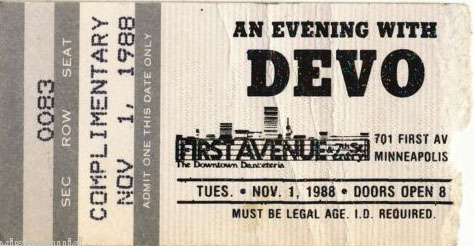 0083
SEC ROW SEAT
COMPLIMENTARY
NOV 1, 1988
ADMIT ONE THIS DATE ONLY
AN EVENING WITH
DEVO
FIRST AVENUE & 7th St Entry
The Downtown Danceteria
701 FIRST AV
MINNEAPOLIS
TUES. • NOV. 1, 1988 • DOORS OPEN 8
MUST BE LEGAL AGE. I.D. REQUIRED.